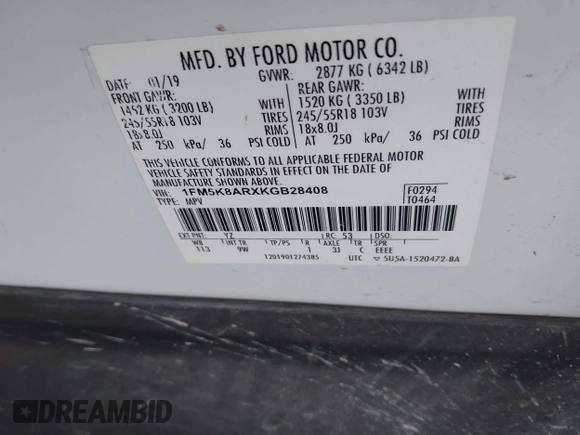 MFD. BY FORD MOTOR CO.
DATE: 01/19 GVWR: 2877 KG ( 6342 LB)
FRONT GAWR: REAR GAWR:
1452 KG ( 3200 LB) WITH 1520 KG ( 3350 LB) WITH
245/55R18 103V TIRES 245/55R18 103V TIRES
18x8.0J RIMS 18x8.0J RIMS
AT 250 kPa/ 36 PSI COLD AT 250 kPa/ 36 PSI COLD
THIS VEHICLE CONFORMS TO ALL APPLICABLE FEDERAL MOTOR
VEHICLE SAFETY STANDARDS IN EFFECT ON THE DATE OF
MANUFACTURE SHOWN ABOVE.
VIN: 1FM5K8ARXKGB28408 F0294
TYPE: MPV T0464
EXT PNT: YZ RC: 53 DSO:
WB INT TR TP/PS R AXLE TR SPR
113 9W 1 3J C EEEE
1201901274385 UTC ▽ 5U5A-1520472-BA
DREAMBID